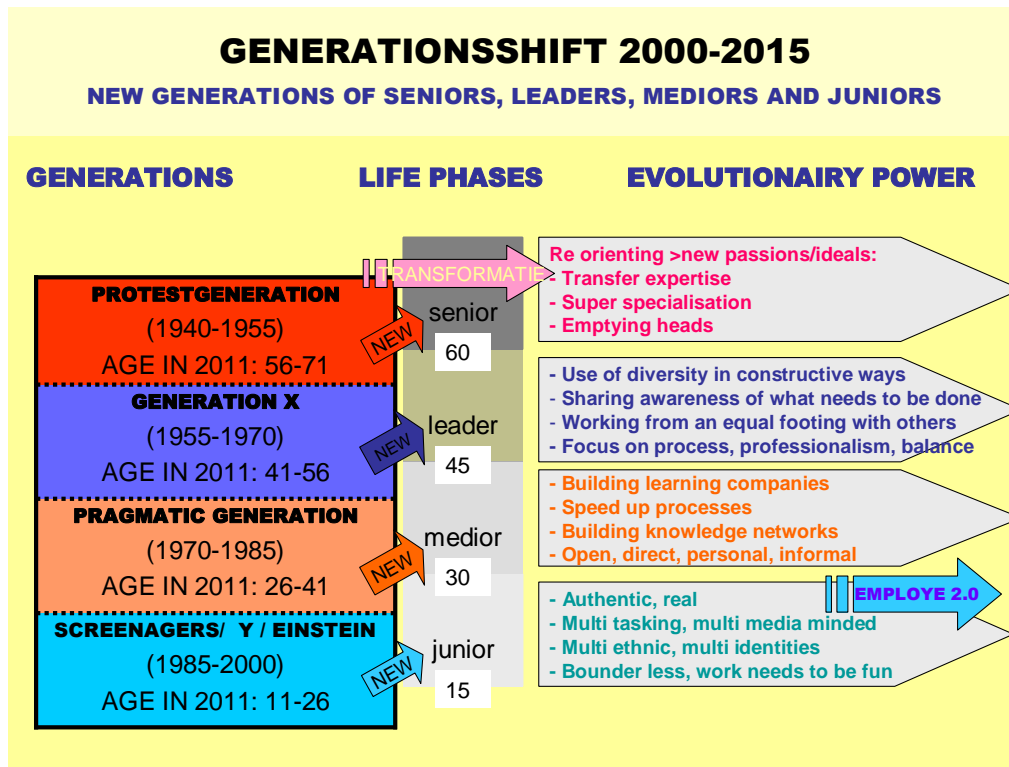 GENERATIONSSHIFT 2000-2015
NEW GENERATIONS OF SENIORS, LEADERS, MEDIORS AND JUNIORS
GENERATIONS
LIFE PHASES
EVOLUTIONAIRY POWER
PROTESTGENERATION
(1940-1955)
AGE IN 2011: 56-71
NEW
TRANSFORMATIE
senior
60
Re orienting >new passions/ideals:
- Transfer expertise
- Super specialisation
- Emptying heads
GENERATION X
(1955-1970)
AGE IN 2011: 41-56
NEW
leader
45
- Use of diversity in constructive ways
- Sharing awareness of what needs to be done
- Working from an equal footing with others
- Focus on process, professionalism, balance
PRAGMATIC GENERATION
(1970-1985)
AGE IN 2011: 26-41
NEW
medior
30
- Building learning companies
- Speed up processes
- Building knowledge networks
- Open, direct, personal, informal
SCREENAGERS/ Y / EINSTEIN
(1985-2000)
AGE IN 2011: 11-26
NEW
junior
15
- Authentic, real
- Multi tasking, multi media minded
- Multi ethnic, multi identities
- Bounder less, work needs to be fun
EMPLOYE 2.0